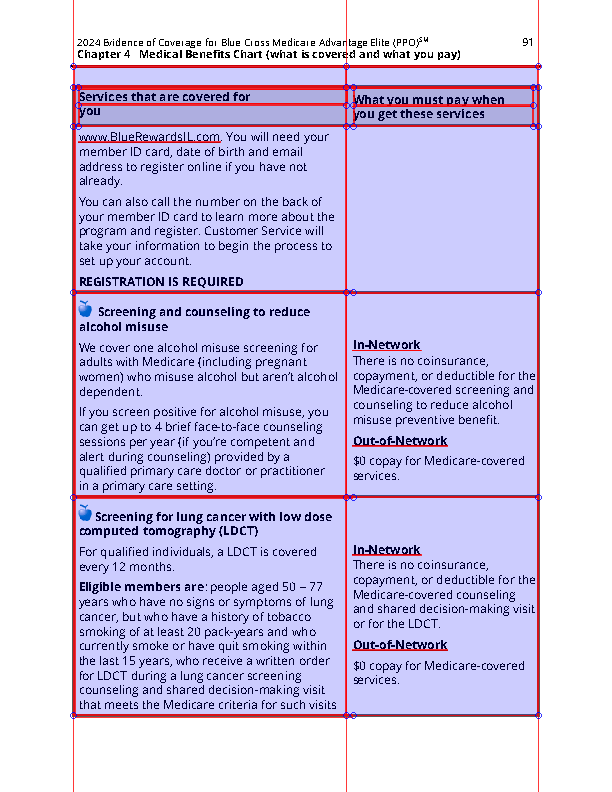 2024 Evidence of Coverage for Blue Cross Medicare Advantage Elite (PPO)SM 91
Chapter 4 Medical Benefits Chart (what is covered and what you pay)
Services that are covered for
you
What you must pay when
you get these services
www.BlueRewardsIL.com. You will need your
member ID card, date of birth and email
address to register online if you have not
already.
You can also call the number on the back of
your member ID card to learn more about the
program and register. Customer Service will
take your information to begin the process to
set up your account.
REGISTRATION IS REQUIRED
Screening and counseling to reduce
alcohol misuse
We cover one alcohol misuse screening for
adults with Medicare (including pregnant
women) who misuse alcohol but aren’t alcohol
dependent.
If you screen positive for alcohol misuse, you
can get up to 4 brief face-to-face counseling
sessions per year (if you’re competent and
alert during counseling) provided by a
qualified primary care doctor or practitioner
in a primary care setting.
In-Network
There is no coinsurance,
copayment, or deductible for the
Medicare-covered screening and
counseling to reduce alcohol
misuse preventive benefit.
Out-of-Network
$0 copay for Medicare-covered
services.
Screening for lung cancer with low dose
computed tomography (LDCT)
For qualified individuals, a LDCT is covered
every 12 months.
Eligible members are: people aged 50 – 77
years who have no signs or symptoms of lung
cancer, but who have a history of tobacco
smoking of at least 20 pack-years and who
currently smoke or have quit smoking within
the last 15 years, who receive a written order
for LDCT during a lung cancer screening
counseling and shared decision-making visit
that meets the Medicare criteria for such visits
In-Network
There is no coinsurance,
copayment, or deductible for the
Medicare-covered counseling
and shared decision-making visit
or for the LDCT.
Out-of-Network
$0 copay for Medicare-covered
services.